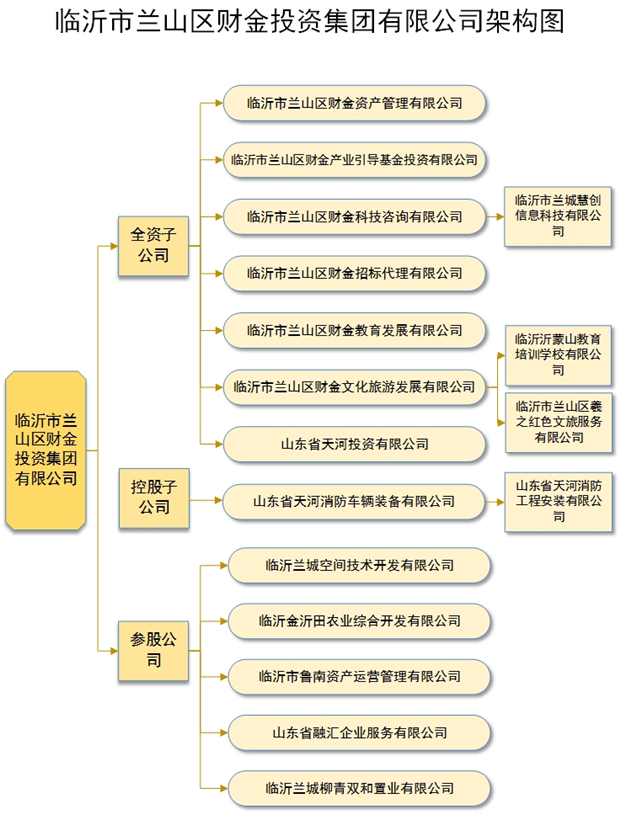 临沂市兰山区财金投资集团有限公司架构图
临沂市兰
山区财金
投资集团
有限公司
全资子
公司
临沂市兰山区财金资产管理有限公司
临沂市兰山区财金产业引导基金投资有限公司
临沂市兰山区财金科技咨询有限公司
临沂市兰城慧创
信息科技有限公
司
临沂市兰山区财金招标代理有限公司
临沂市兰山区财金教育发展有限公司
临沂市兰山区财金文化旅游发展有限公司
临沂沂蒙山教育
培训学校有限公
司
临沂市兰山区羲
之红色文旅服务
有限公司
山东省天河投资有限公司
控股子
公司
山东省天河消防车辆装备有限公司
山东省天河消防
工程安装有限公
司
参股公
司
临沂兰城空间技术开发有限公司
临沂金沂田农业综合开发有限公司
临沂市鲁南资产运营管理有限公司
山东省融汇企业服务有限公司
临沂兰城柳青双和置业有限公司